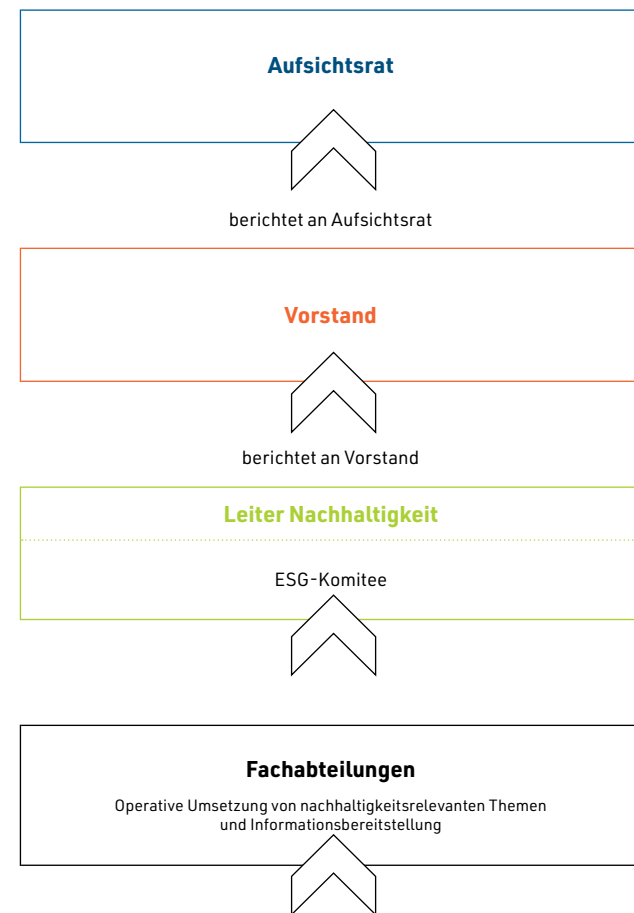 Aufsichtsrat
berichtet an Aufsichtsrat
Vorstand
berichtet an Vorstand
Leiter Nachhaltigkeit
ESG-Komitee
Fachabteilungen
Operative Umsetzung von nachhaltigkeitsrelevanten Themen
und Informationsbereitstellung